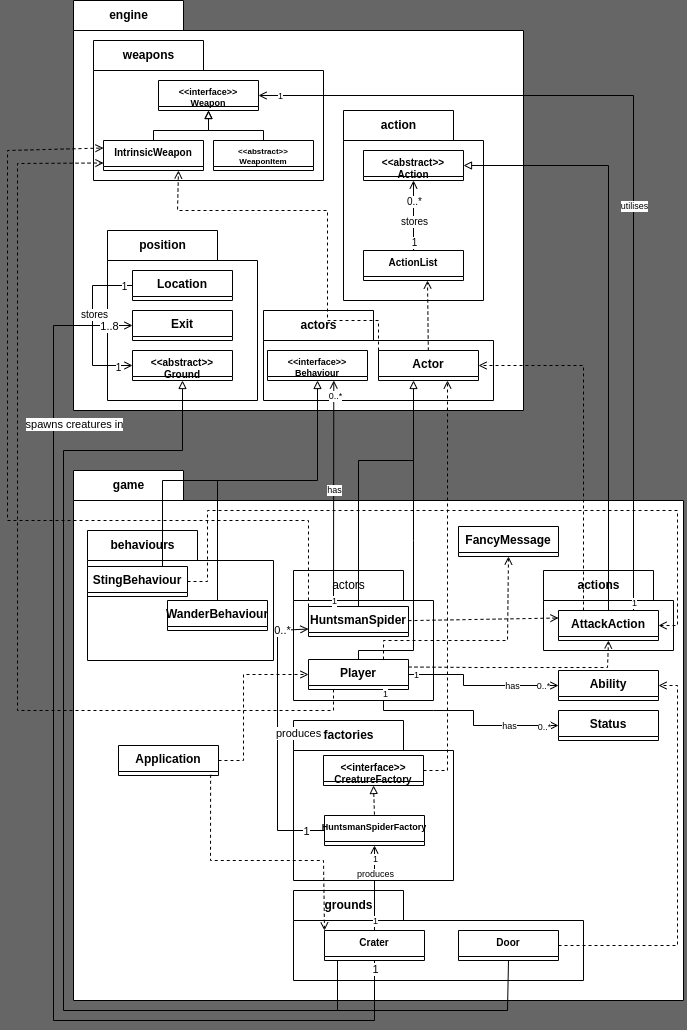 engine
weapons
<<interface>>
Weapon
1
action
IntrinsicWeapon
<<abstract>>
WeaponItem
<<abstract>>
Action
0..*
utilises
stores
1
position
ActionList
Location
1
stores
Exit
1..8
actors
<<abstract>>
Ground
1
<<interface>>
Behaviour
Actor
0..*
spawns creatures in
game
has
behaviours
FancyMessage
StingBehaviour
actors
actions
1
1
WanderBehaviour
HuntsmanSpider
AttackAction
0..*
Player
1
has
0..*
Ability
1
produces
factories
has
0..*
Status
Application
<<interface>>
CreatureFactory
1
HuntsmanSpiderFactory
1
produces
grounds
1
Crater
Door
1